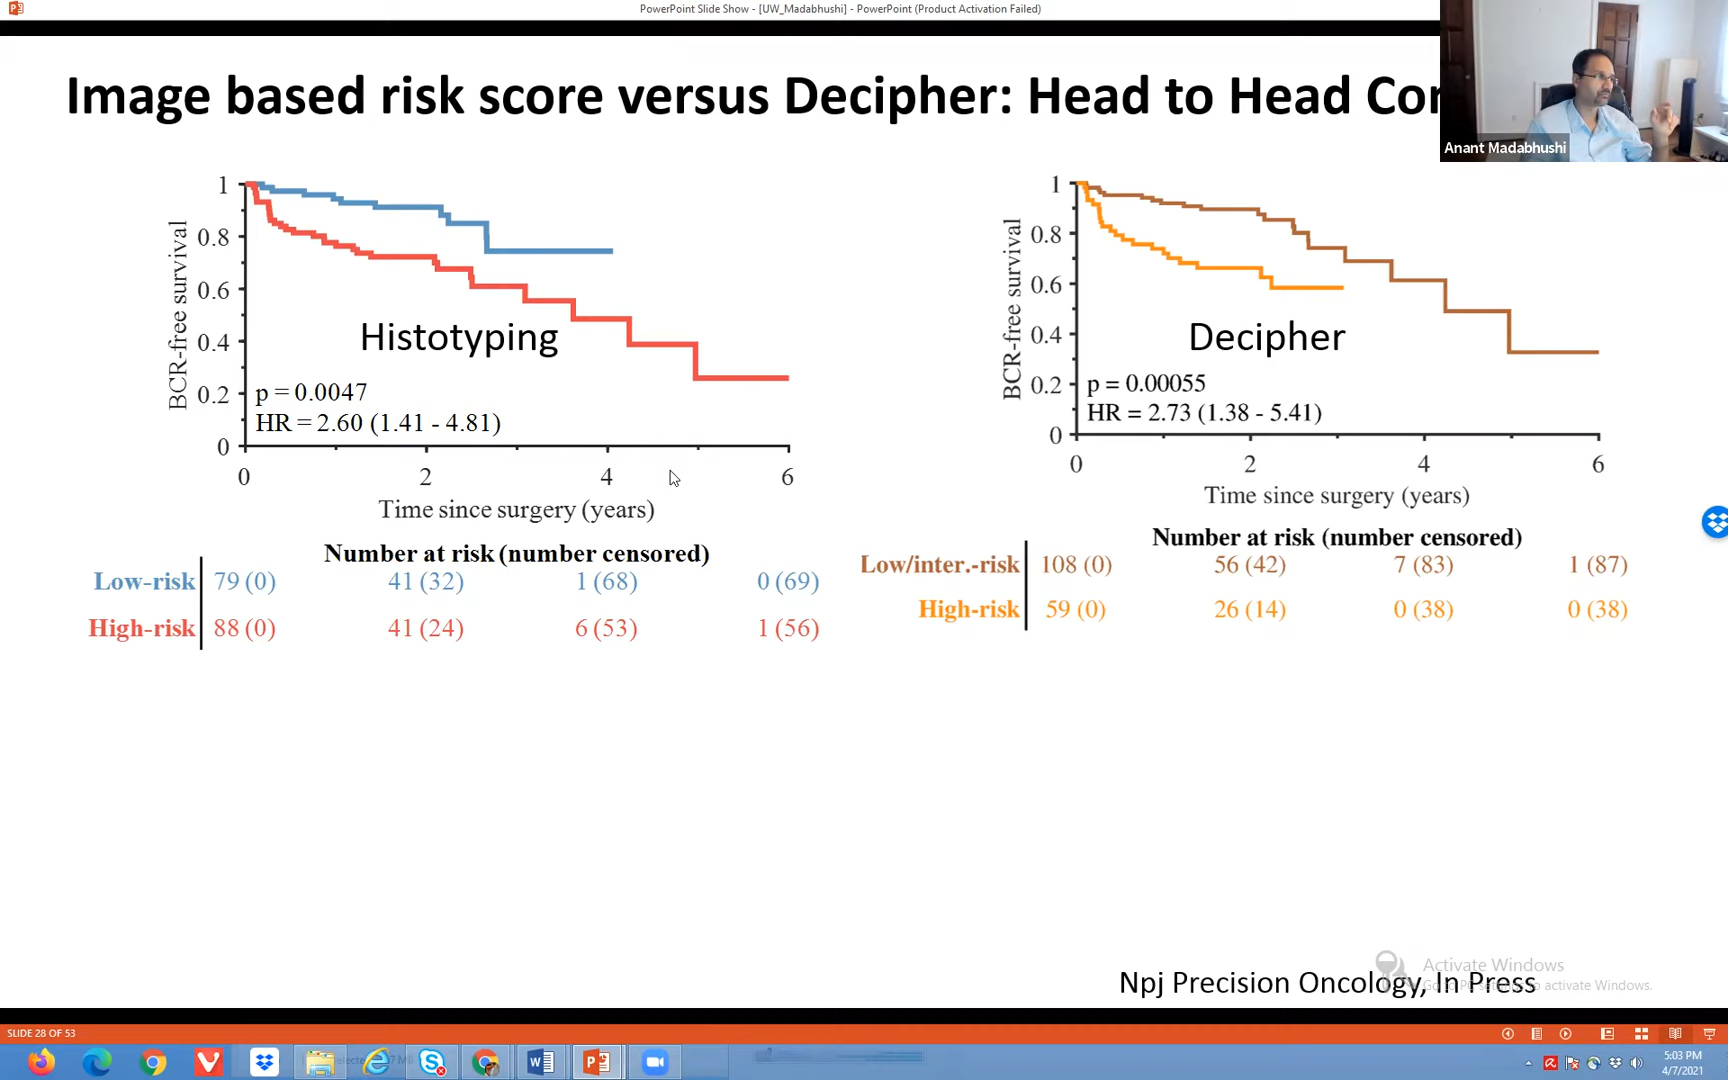 PowerPoint Slide Show - [UW_Madabhushi] - PowerPoint (Product Activation Failed)
Image based risk score versus Decipher: Head to Head Co
Anant Madabhushi
BCR-free survival
1
0.8
0.6
0.4
0.2
0
Histotyping
p = 0.0047
HR = 2.60 (1.41 - 4.81)
0 2 4 6
Time since surgery (years)
Number at risk (number censored)
Low-risk 79 (0) 41 (32) 1 (68) 0 (69)
High-risk 88 (0) 41 (24) 6 (53) 1 (56)
BCR-free survival
1
0.8
0.6
0.4
0.2
0
Decipher
p = 0.00055
HR = 2.73 (1.38 - 5.41)
0 2 4 6
Time since surgery (years)
Number at risk (number censored)
Low/inter.-risk 108 (0) 56 (42) 7 (83) 1 (87)
High-risk 59 (0) 26 (14) 0 (38) 0 (38)
Npj Precision Oncology, In Press
Activate Windows
to activate Windows.
SLIDE 28 OF 53
5:03 PM
4/7/2021